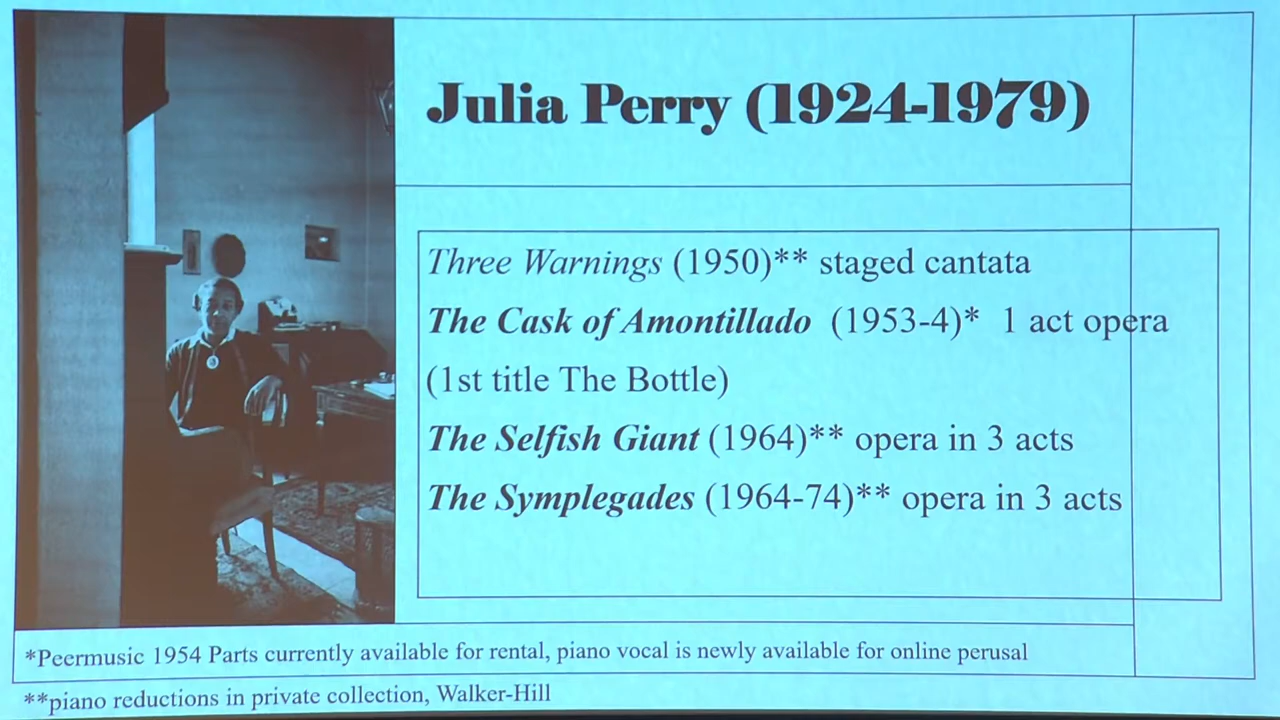 Julia Perry (1924-1979)
Three Warnings (1950)** staged cantata
The Cask of Amontillado (1953-4)* 1 act opera
(1st title The Bottle)
The Selfish Giant (1964)** opera in 3 acts
The Symplegades (1964-74)** opera in 3 acts
*Peermusic 1954 Parts currently available for rental, piano vocal is newly available for online perusal
**piano reductions in private collection, Walker-Hill